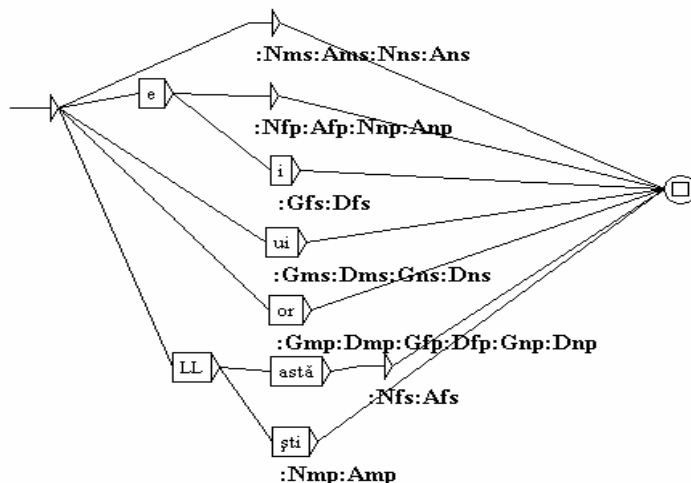 :Nms:Ams:Nns:Ans
e
:Nfp:Afp:Nnp:Anp
i
:Gfs:Dfs
ui
:Gms:Dms:Gns:Dns
or
:Gmp:Dmp:Gfp:Dfp:Gnp:Dnp
LL
astă
:Nfs:Afs
şti
:Nmp:Amp